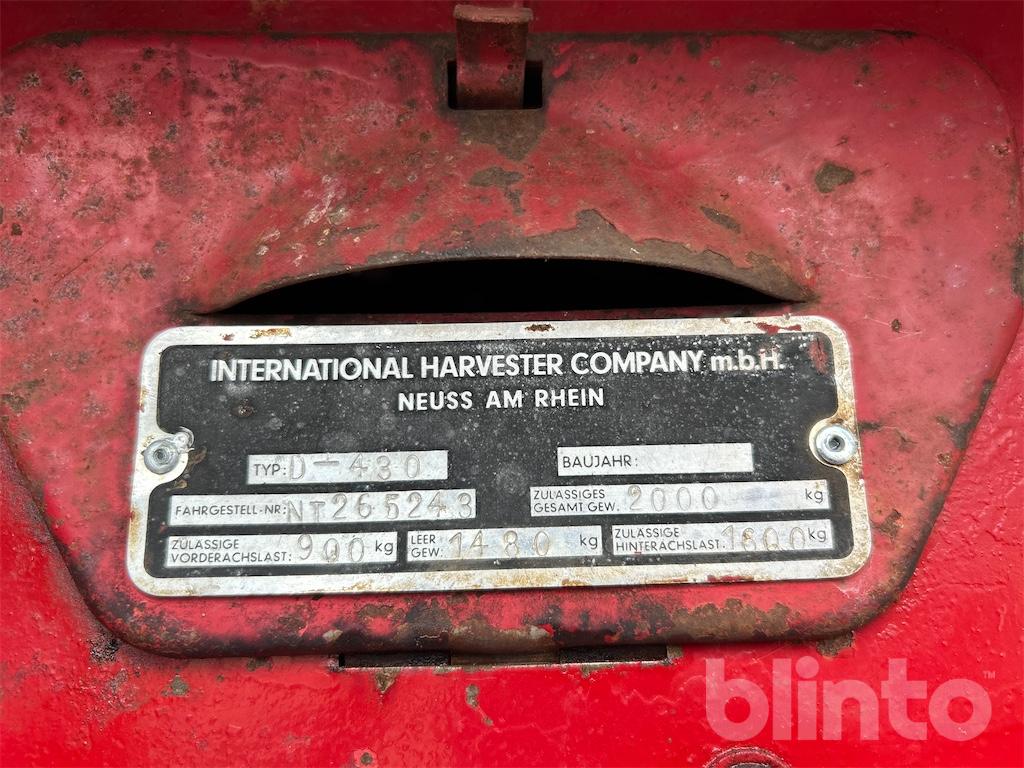 INTERNATIONAL HARVESTER COMPANY m.b.H.
NEUSS AM RHEIN
TYP: D-430
BAUJAHR:
FAHRGESTELL-NR: NT265243
ZULÄSSIGES
GESAMT GEW. 2000 kg
ZULÄSSIGE
VORDERACHSLAST: 900 kg
LEER
GEW: 1480 kg
ZULÄSSIGE
HINTERACHSLAST: 1600 kg
blinto™